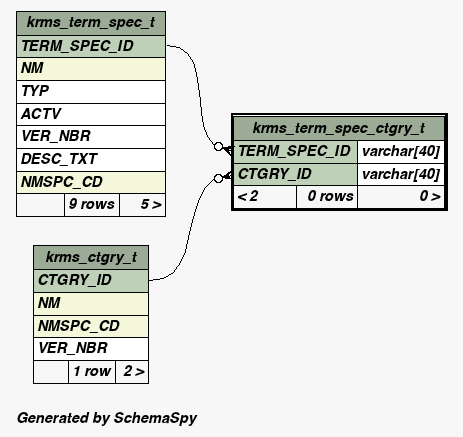 krms_term_spec_t
TERM_SPEC_ID
NM
TYP
ACTV
VER_NBR
DESC_TXT
NMSPC_CD
9 rows 5 >
krms_term_spec_ctgry_t
TERM_SPEC_ID varchar[40]
CTGRY_ID varchar[40]
< 2 0 rows 0 >
krms_ctgry_t
CTGRY_ID
NM
NMSPC_CD
VER_NBR
1 row 2 >
Generated by SchemaSpy